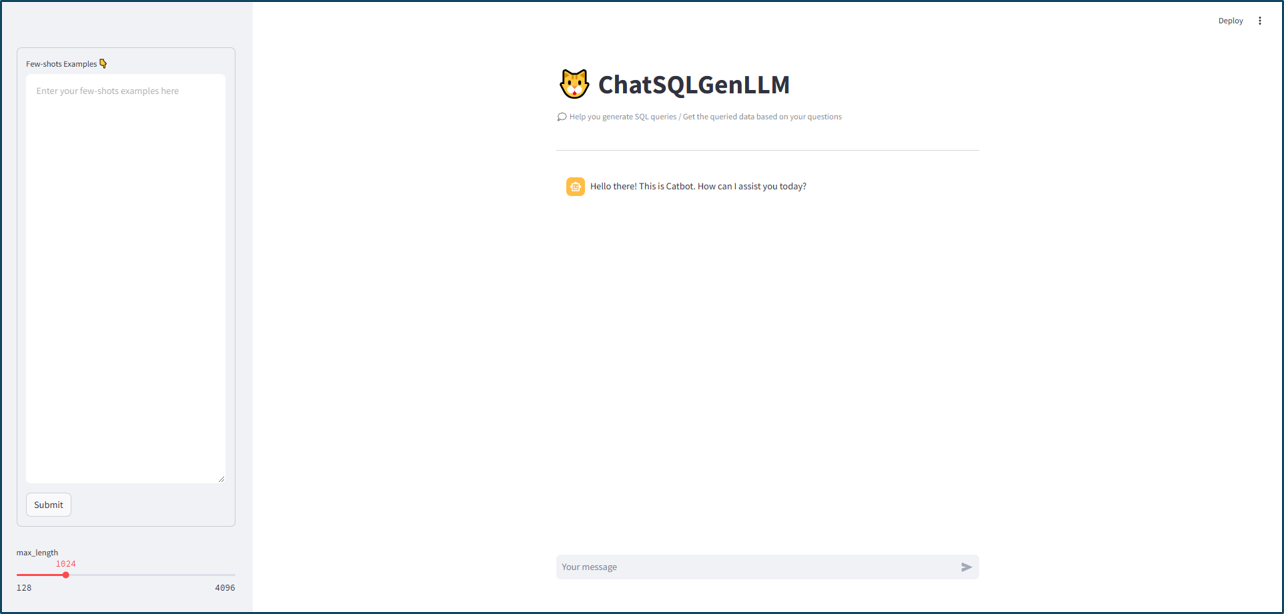 Deploy
Few-shots Examples
Enter your few-shots examples here
Submit
max_length
1024
128 4096
ChatSQLGenLLM
Help you generate SQL queries / Get the queried data based on your questions
Hello there! This is Catbot. How can I assist you today?
Your message